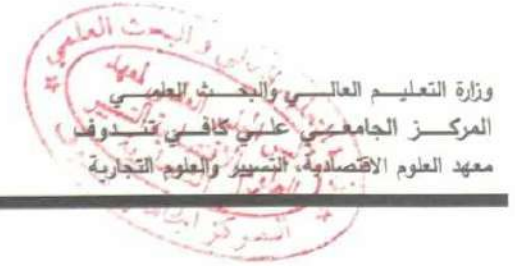 وزارة التعليم العالي والبحث العلمي
المركز الجامعي علي كافي تندوف
معهد العلوم الاقتصادية، التسيير والعلوم التجارية